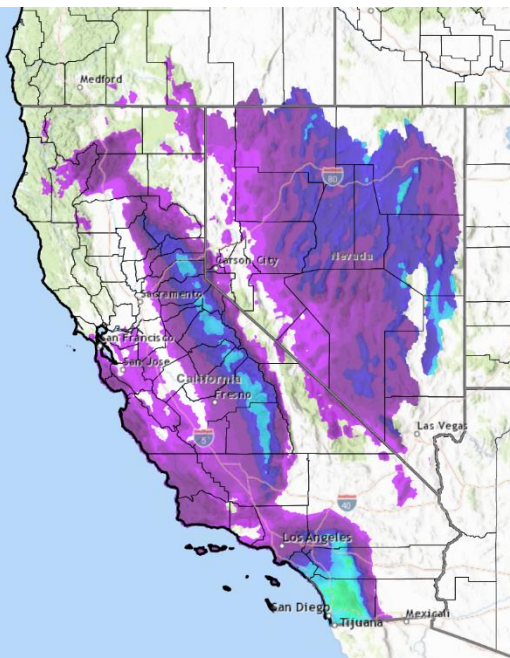 Medford
80
Nevada
Carson City
Sacramento
San Francisco
San Jose
California
Fresno
5
Las Vegas
40
Los Angeles
San Diego
Tijuana
Mexicali